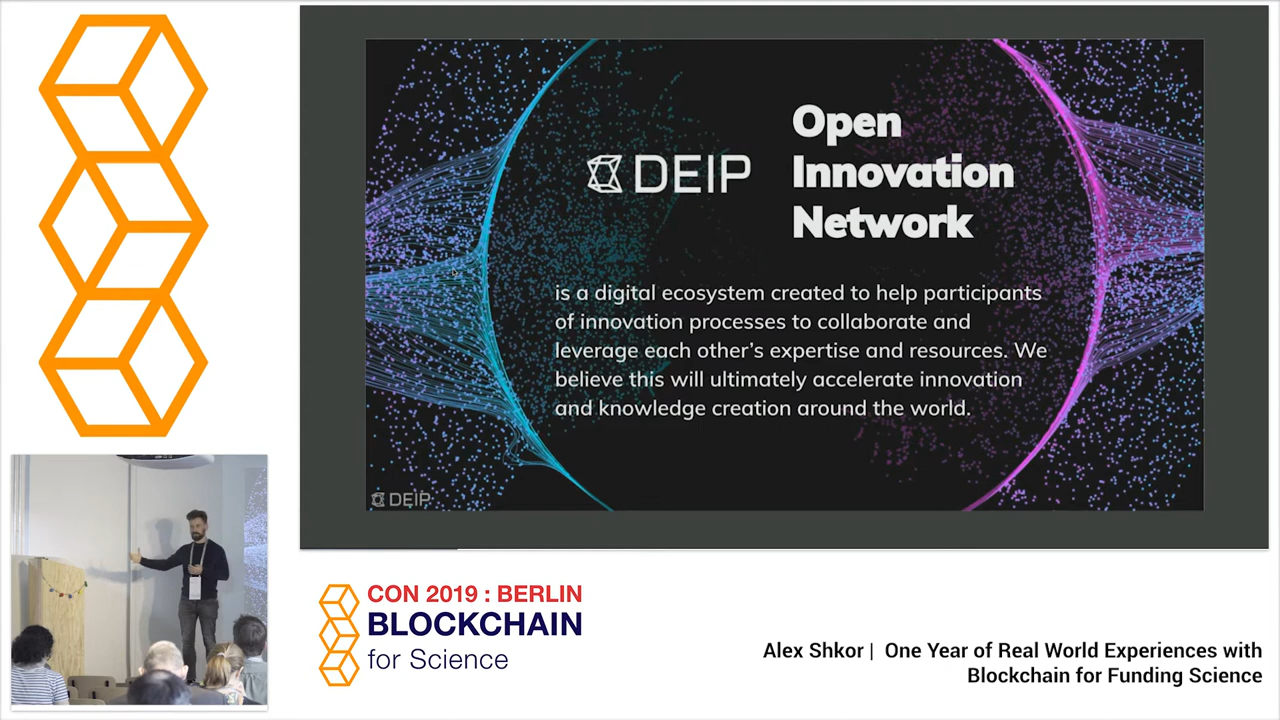 DEIP
Open
Innovation
Network
is a digital ecosystem created to help participants
of innovation processes to collaborate and
leverage each other's expertise and resources. We
believe this will ultimately accelerate innovation
and knowledge creation around the world.
DEIP
CON 2019 : BERLIN
BLOCKCHAIN
for Science
Alex Shkor | One Year of Real World Experiences with
Blockchain for Funding Science